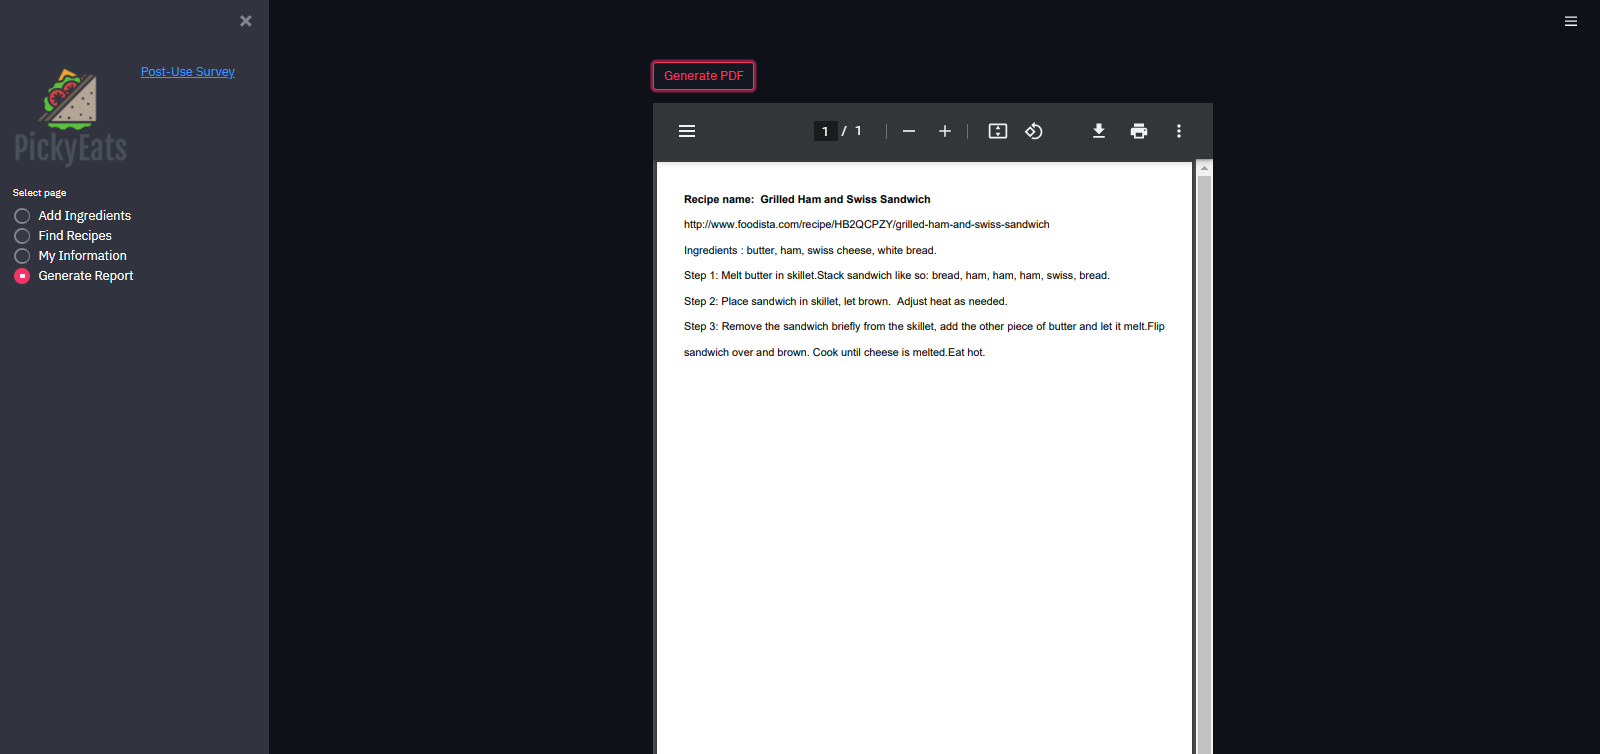 Post-Use Survey
PickyEats
Select page
Add Ingredients
Find Recipes
My Information
Generate Report
Generate PDF
1 / 1
Recipe name:  Grilled Ham and Swiss Sandwich
http://www.foodista.com/recipe/HB2QCPZY/grilled-ham-and-swiss-sandwich
Ingredients : butter, ham, swiss cheese, white bread.
Step 1: Melt butter in skillet.Stack sandwich like so: bread, ham, ham, ham, swiss, bread.
Step 2: Place sandwich in skillet, let brown.  Adjust heat as needed.
Step 3: Remove the sandwich briefly from the skillet, add the other piece of butter and let it melt.Flip
sandwich over and brown. Cook until cheese is melted.Eat hot.